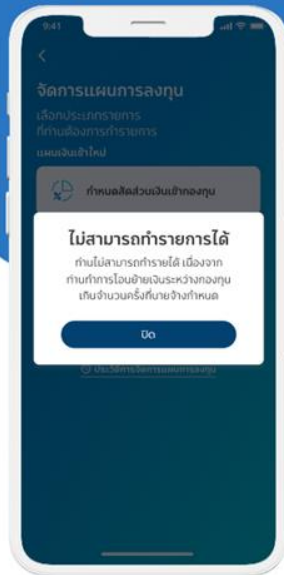 9:41
จัดการแผนการลงทุน
เลือกประเภทรายการ
ที่ท่านต้องการทำรายการ
แผนเงินเข้าใหม่
กำหนดสัดส่วนเงินเข้ากองทุน
ไม่สามารถทำรายการได้
ท่านไม่สามารถทำรายได้ เนื่องจาก
ท่านทำการโอนย้ายเงินระหว่างกองทุน
เกินจำนวนครั้งที่นายจ้างกำหนด
ปิด
ประวัติการจัดการแผนการลงทุน